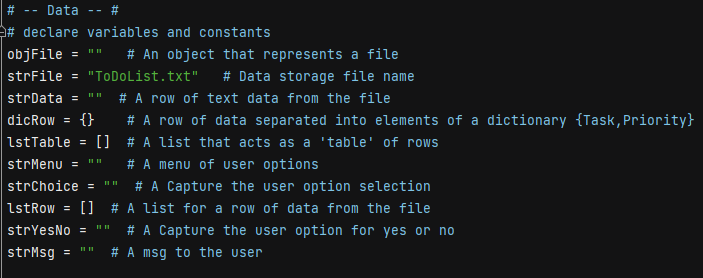 # -- Data -- #
# declare variables and constants
objFile = ""   # An object that represents a file
strFile = "ToDoList.txt"   # Data storage file name
strData = ""  # A row of text data from the file
dicRow = {}    # A row of data separated into elements of a dictionary {Task,Priority}
lstTable = []  # A list that acts as a 'table' of rows
strMenu = ""   # A menu of user options
strChoice = ""  # A Capture the user option selection
lstRow = []  # A list for a row of data from the file
strYesNo = ""  # A Capture the user option for yes or no
strMsg = ""  # A msg to the user